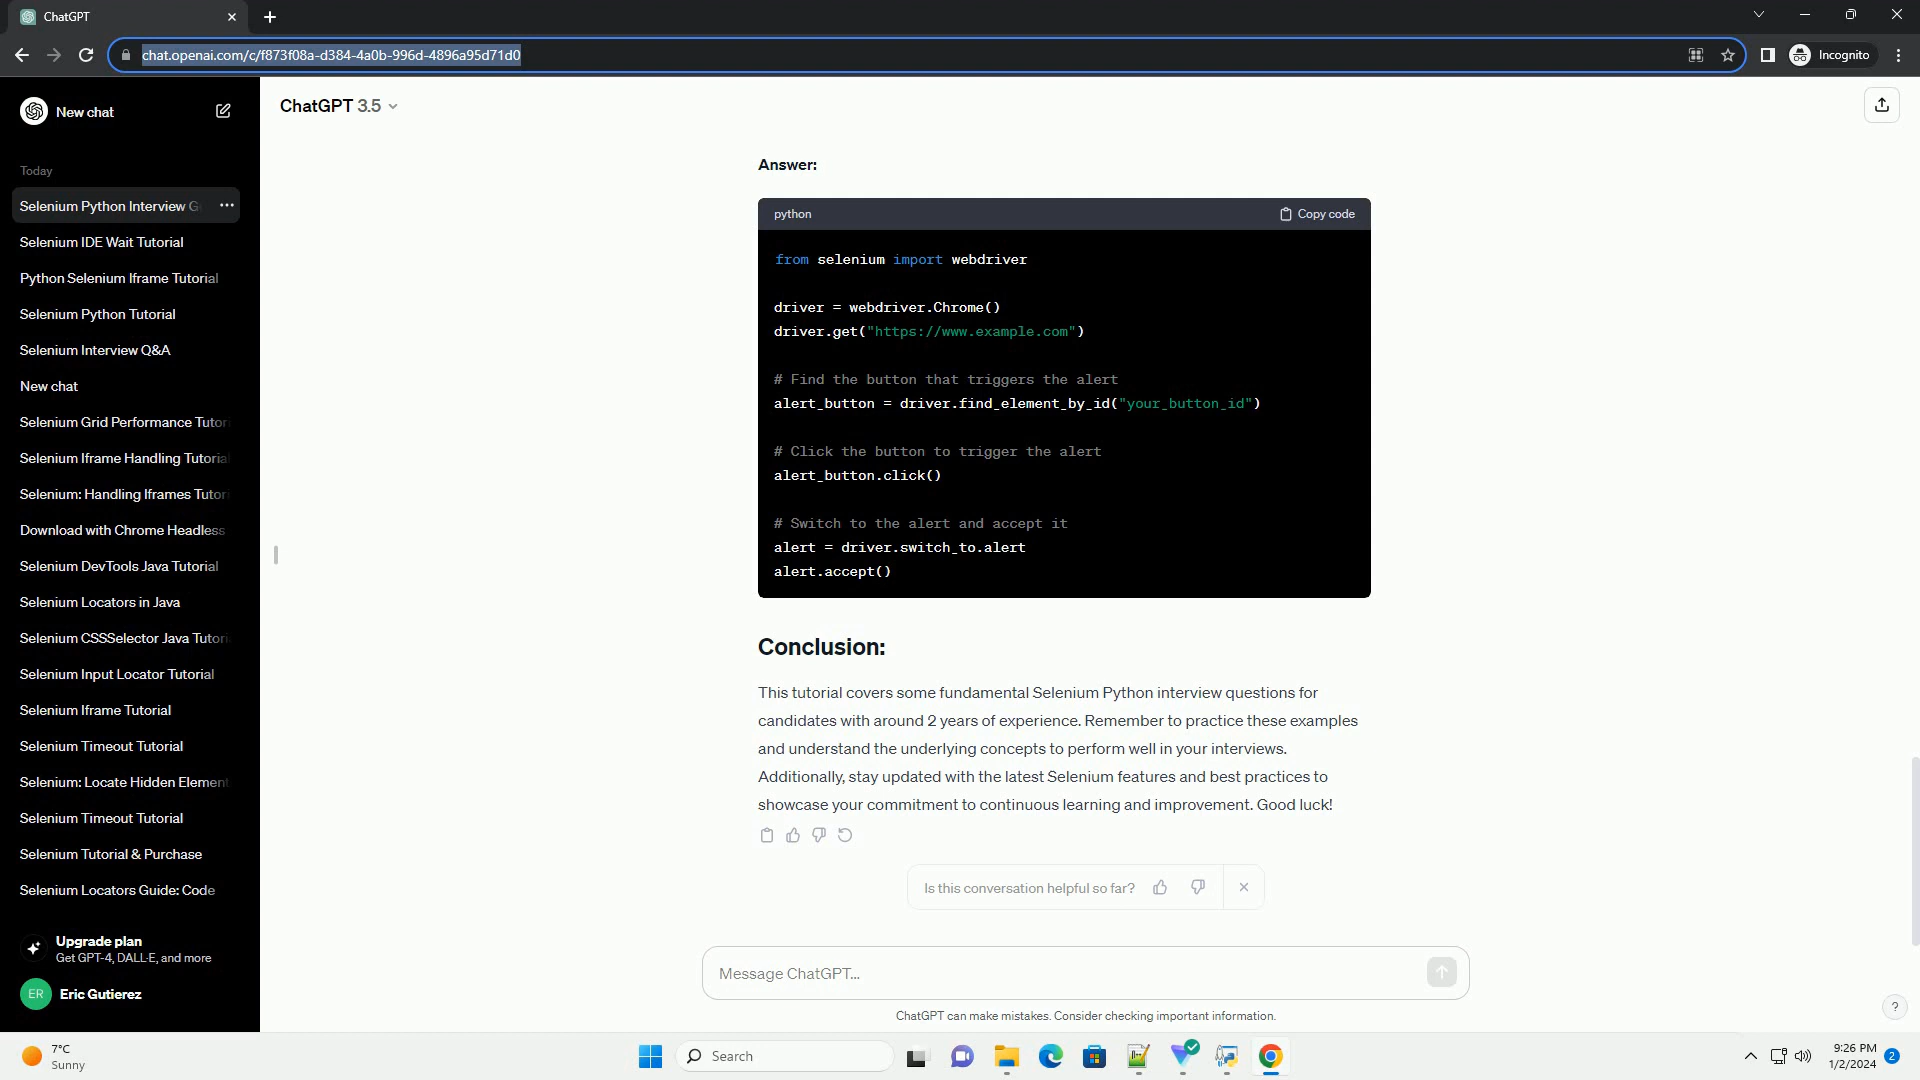 ChatGPT
chat.openai.com/c/f873f08a-d384-4a0b-996d-4896a95d71d0
Incognito
New chat
Today
Selenium Python Interview G
Selenium IDE Wait Tutorial
Python Selenium Iframe Tutorial
Selenium Python Tutorial
Selenium Interview Q&A
New chat
Selenium Grid Performance Tutor
Selenium Iframe Handling Tutoria
Selenium: Handling Iframes Tutor
Download with Chrome Headless
Selenium DevTools Java Tutorial
Selenium Locators in Java
Selenium CSSSelector Java Tutori
Selenium Input Locator Tutorial
Selenium Iframe Tutorial
Selenium Timeout Tutorial
Selenium: Locate Hidden Element
Selenium Timeout Tutorial
Selenium Tutorial & Purchase
Selenium Locators Guide: Code
Upgrade plan
Get GPT-4, DALL·E, and more
ER
Eric Gutierez
ChatGPT 3.5
Answer:
python
Copy code
from selenium import webdriver
driver = webdriver.Chrome()
driver.get("https://www.example.com")
# Find the button that triggers the alert
alert_button = driver.find_element_by_id("your_button_id")
# Click the button to trigger the alert
alert_button.click()
# Switch to the alert and accept it
alert = driver.switch_to.alert
alert.accept()
Conclusion:
This tutorial covers some fundamental Selenium Python interview questions for
candidates with around 2 years of experience. Remember to practice these examples
and understand the underlying concepts to perform well in your interviews.
Additionally, stay updated with the latest Selenium features and best practices to
showcase your commitment to continuous learning and improvement. Good luck!
Is this conversation helpful so far?
Message ChatGPT...
ChatGPT can make mistakes. Consider checking important information.
?
7°C
Sunny
Search
9:26 PM
1/2/2024
2